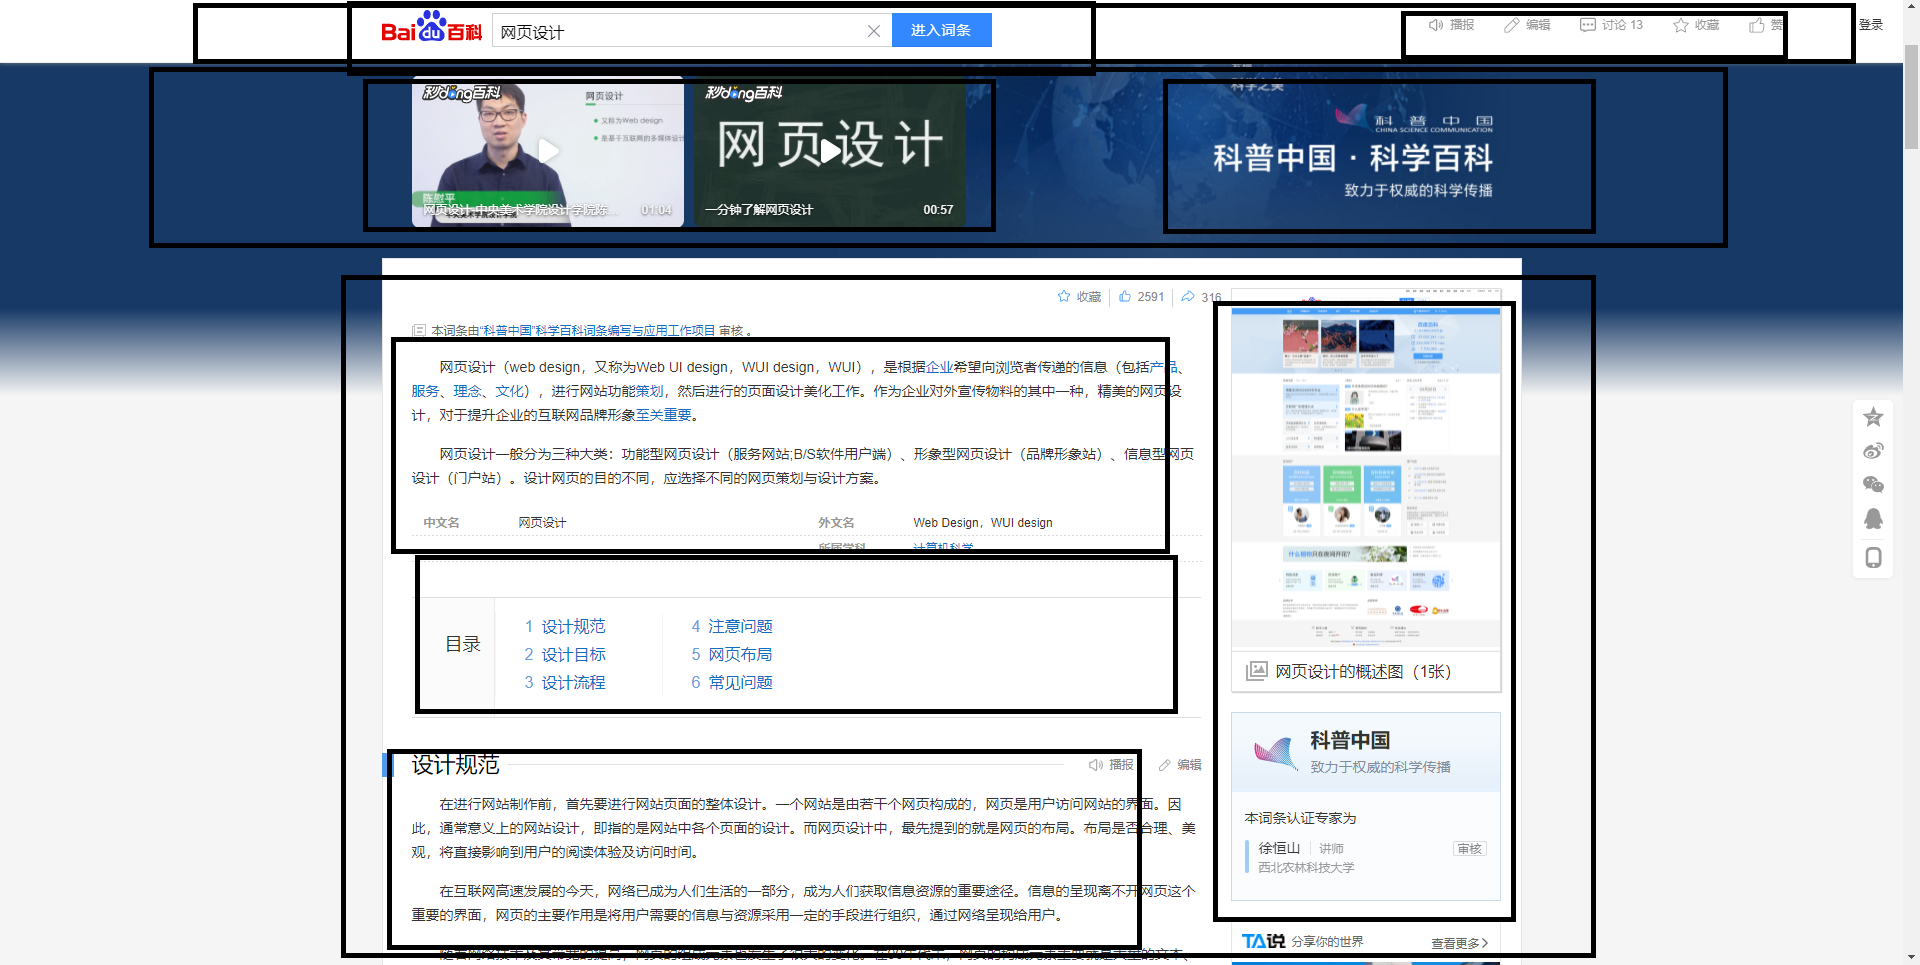 Bai du 百科
网页设计
进入词条
播报
编辑
讨论 13
收藏
赞
登录
秒dong百科
网页设计
又称为Web design
是基于互联网的多媒体设计
陈慰平
网页设计-中央美术学院设计学院陈...
01:04
秒dong百科
网页设计
一分钟了解网页设计
00:57
科学之美
科普中国
CHINA SCIENCE COMMUNICATION
科普中国·科学百科
致力于权威的科学传播
收藏
2591
316
本词条由“科普中国”科学百科词条编写与应用工作项目 审核 。
网页设计（web design，又称为Web UI design，WUI design，WUI），是根据企业希望向浏览者传递的信息（包括产品、
服务、理念、文化），进行网站功能策划，然后进行的页面设计美化工作。作为企业对外宣传物料的其中一种，精美的网页设
计，对于提升企业的互联网品牌形象至关重要。
网页设计一般分为三种大类：功能型网页设计（服务网站;B/S软件用户端）、形象型网页设计（品牌形象站）、信息型网页
设计（门户站）。设计网页的目的不同，应选择不同的网页策划与设计方案。
中文名
网页设计
外文名
Web Design，WUI design
所属学科
计算机科学
目录
1 设计规范
2 设计目标
3 设计流程
4 注意问题
5 网页布局
6 常见问题
什么植物只在夜间开花?
网页设计的概述图（1张）
科普中国
致力于权威的科学传播
本词条认证专家为
徐恒山
讲师
审核
西北农林科技大学
TA说 分享你的世界
查看更多
设计规范
播报
编辑
在进行网站制作前，首先要进行网站页面的整体设计。一个网站是由若干个网页构成的，网页是用户访问网站的界面。因
此，通常意义上的网站设计，即指的是网站中各个页面的设计。而网页设计中，最先提到的就是网页的布局。布局是否合理、美
观，将直接影响到用户的阅读体验及访问时间。
在互联网高速发展的今天，网络已成为人们生活的一部分，成为人们获取信息资源的重要途径。信息的呈现离不开网页这个
重要的界面，网页的主要作用是将用户需要的信息与资源采用一定的手段进行组织，通过网络呈现给用户。